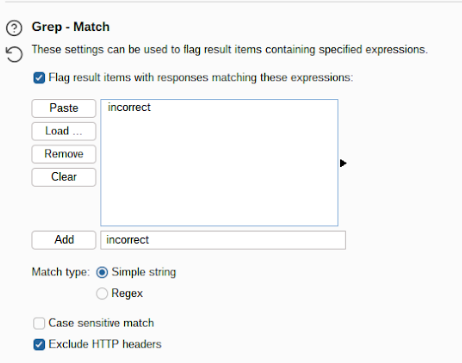 Grep - Match
These settings can be used to flag result items containing specified expressions.
Flag result items with responses matching these expressions:
Paste
incorrect
Load ...
Remove
Clear
Add
incorrect
Match type:
Simple string
Regex
Case sensitive match
Exclude HTTP headers